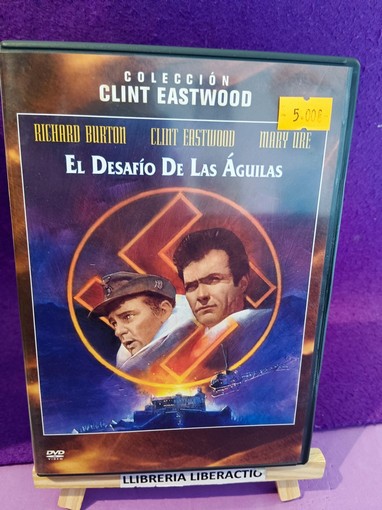 COLECCIÓN
CLINT EASTWOOD
5.00€
RICHARD BURTON CLINT EASTWOOD MARY URE
EL DESAFÍO DE LAS ÁGUILAS
DVD
VIDEO
LLIBRERIA LIBERACTIO